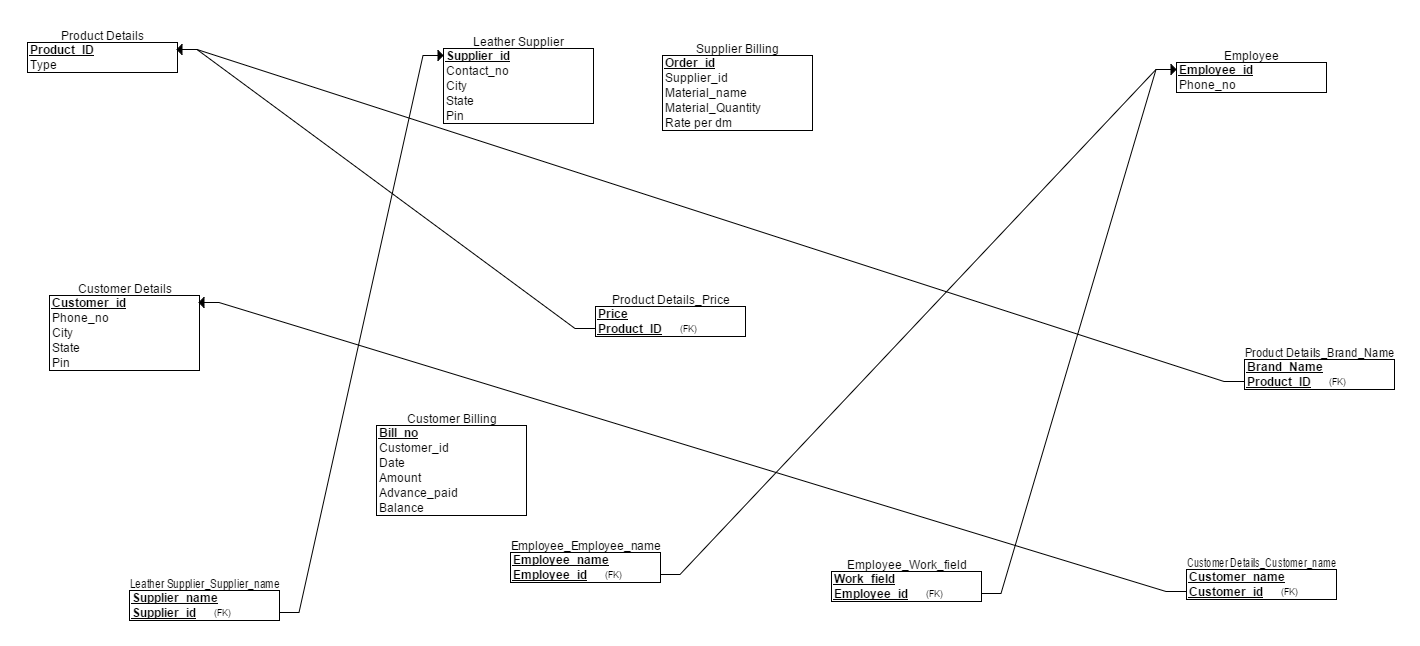 Product Details
Product_ID
Type
Leather Supplier
Supplier_id
Contact_no
City
State
Pin
Supplier Billing
Order_id
Supplier_id
Material_name
Material_Quantity
Rate per dm
Employee
Employee_id
Phone_no
Customer Details
Customer_id
Phone_no
City
State
Pin
Product Details_Price
Price
Product_ID (FK)
Product Details_Brand_Name
Brand_Name
Product_ID (FK)
Customer Billing
Bill_no
Customer_id
Date
Amount
Advance_paid
Balance
Employee_Employee_name
Employee_name
Employee_id (FK)
Employee_Work_field
Work_field
Employee_id (FK)
Customer Details_Customer_name
Customer_name
Customer_id (FK)
Leather Supplier_Supplier_name
Supplier_name
Supplier_id (FK)